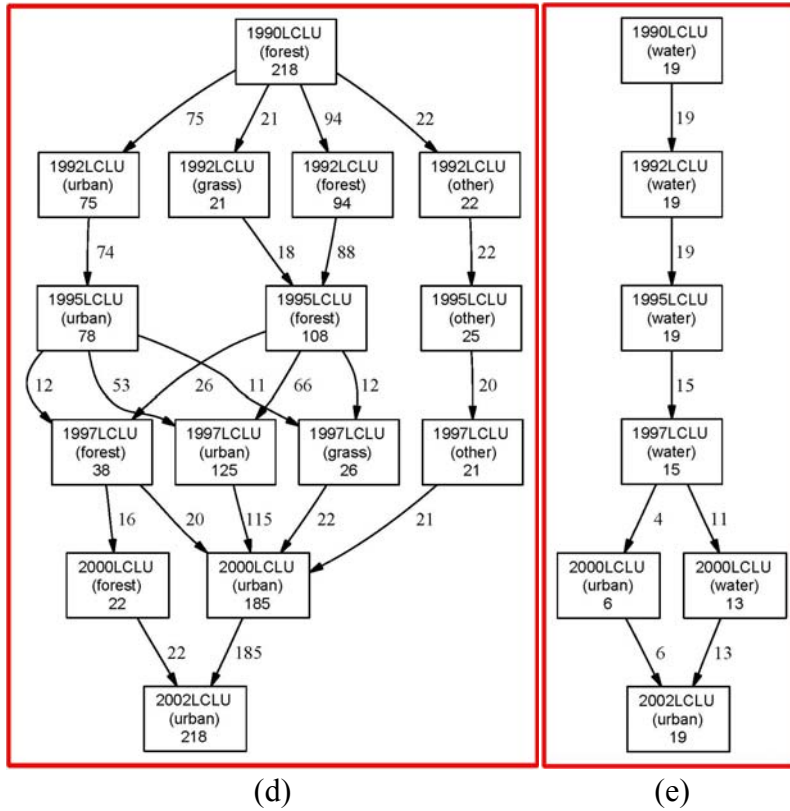 1990LCLU
(forest)
218
75
21
94
22
1992LCLU
(urban)
75
1992LCLU
(grass)
21
1992LCLU
(forest)
94
1992LCLU
(other)
22
74
18
88
22
1995LCLU
(urban)
78
1995LCLU
(forest)
108
1995LCLU
(other)
25
12
53
26
11
66
12
20
1997LCLU
(forest)
38
1997LCLU
(urban)
125
1997LCLU
(grass)
26
1997LCLU
(other)
21
16
20
115
22
21
2000LCLU
(forest)
22
2000LCLU
(urban)
185
22
185
2002LCLU
(urban)
218
(d)
1990LCLU
(water)
19
19
1992LCLU
(water)
19
19
1995LCLU
(water)
19
15
1997LCLU
(water)
15
4
11
2000LCLU
(urban)
6
2000LCLU
(water)
13
6
13
2002LCLU
(urban)
19
(e)